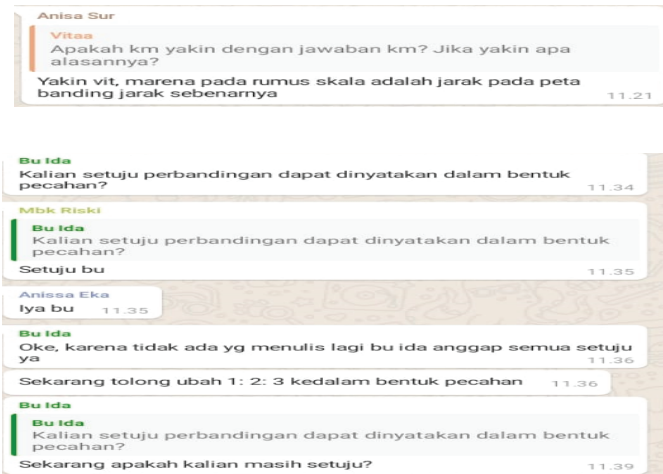 Anisa Sur
Vitaa
Apakah km yakin dengan jawaban km? Jika yakin apa
alasannya?
Yakin vit, marena pada rumus skala adalah jarak pada peta
banding jarak sebenarnya
11.21
Bu Ida
Kalian setuju perbandingan dapat dinyatakan dalam bentuk
pecahan?
11.34
Mbk Riski
Bu Ida
Kalian setuju perbandingan dapat dinyatakan dalam bentuk
pecahan?
Setuju bu
11.35
Anissa Eka
Iya bu 11.35
Bu Ida
Oke, karena tidak ada yg menulis lagi bu ida anggap semua setuju
ya
11.36
Sekarang tolong ubah 1: 2: 3 kedalam bentuk pecahan 11.36
Bu Ida
Bu Ida
Kalian setuju perbandingan dapat dinyatakan dalam bentuk
pecahan?
Sekarang apakah kalian masih setuju?
11.39